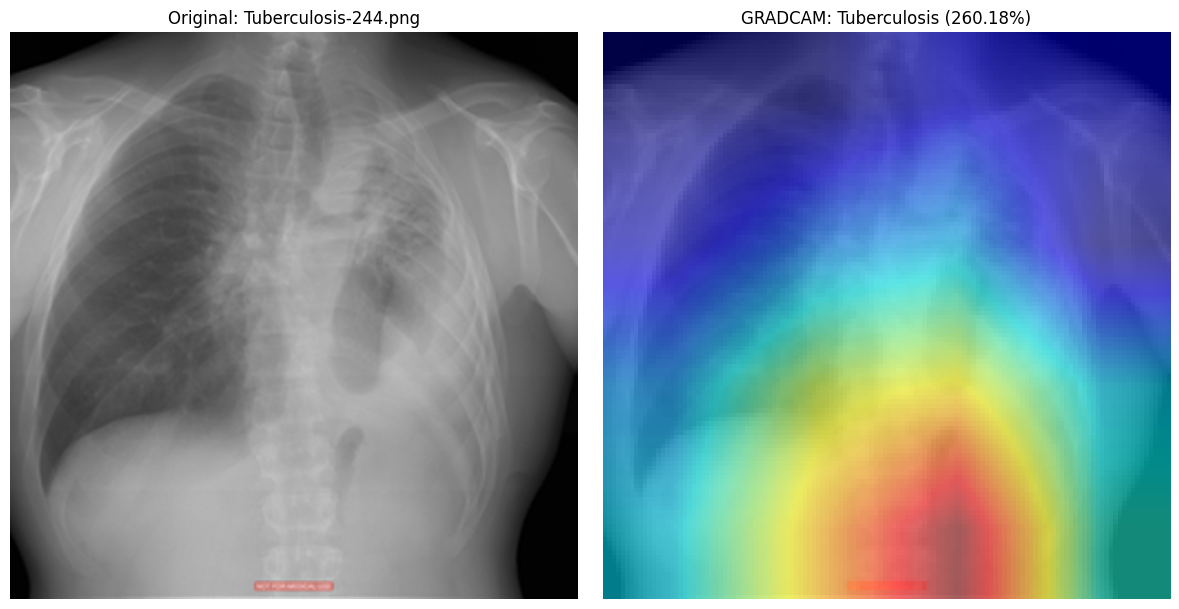 Original: Tuberculosis-244.png
GRADCAM: Tuberculosis (260.18%)
NOT FOR MEDICAL USE